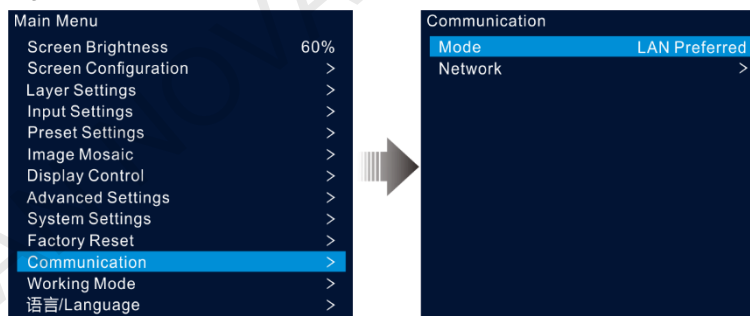 Main Menu
Screen Brightness 60%
Screen Configuration >
Layer Settings >
Input Settings >
Preset Settings >
Image Mosaic >
Display Control >
Advanced Settings >
System Settings >
Factory Reset >
Communication >
Working Mode >
语言/Language >
Communication
Mode LAN Preferred
Network >